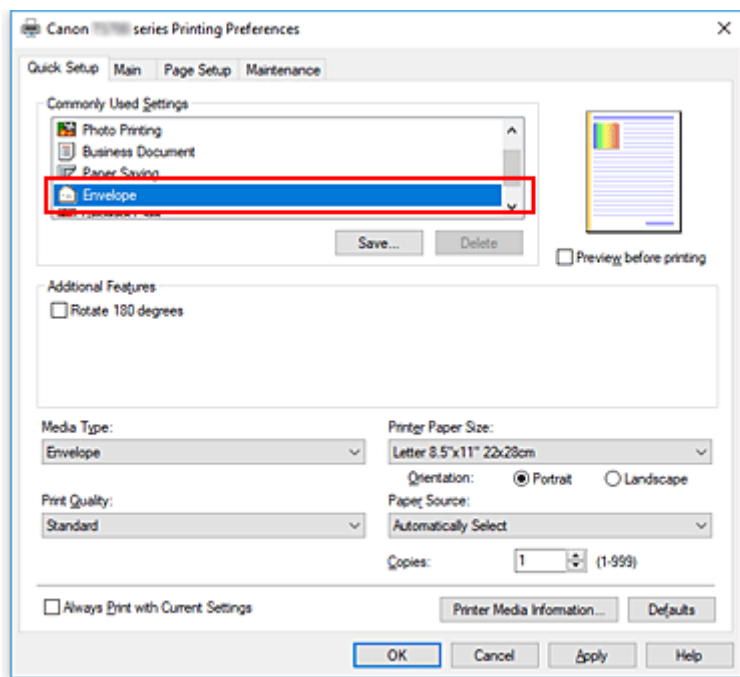 Canon series Printing Preferences
Quick Setup Main Page Setup Maintenance
Commonly Used Settings
Photo Printing
Business Document
Paper Saving
Envelope
Save... Delete
Preview before printing
Additional Features
Rotate 180 degrees
Media Type:
Envelope
Printer Paper Size:
Letter 8.5"x11" 22x28cm
Orientation: Portrait Landscape
Print Quality:
Standard
Paper Source:
Automatically Select
Copies: 1 (1-999)
Always Print with Current Settings
Printer Media Information... Defaults
OK Cancel Apply Help